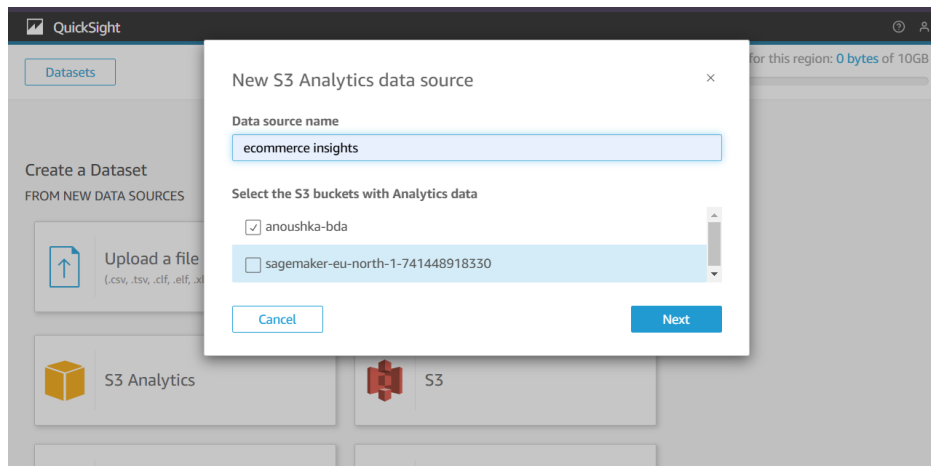 QuickSight
Datasets
for this region: 0 bytes of 10GB
New S3 Analytics data source
Data source name
ecommerce insights
Select the S3 buckets with Analytics data
anoushka-bda
sagemaker-eu-north-1-741448918330
Cancel
Next
Create a Dataset
FROM NEW DATA SOURCES
Upload a file
(.csv, .tsv, .clf, .elf, .xl
S3 Analytics
S3